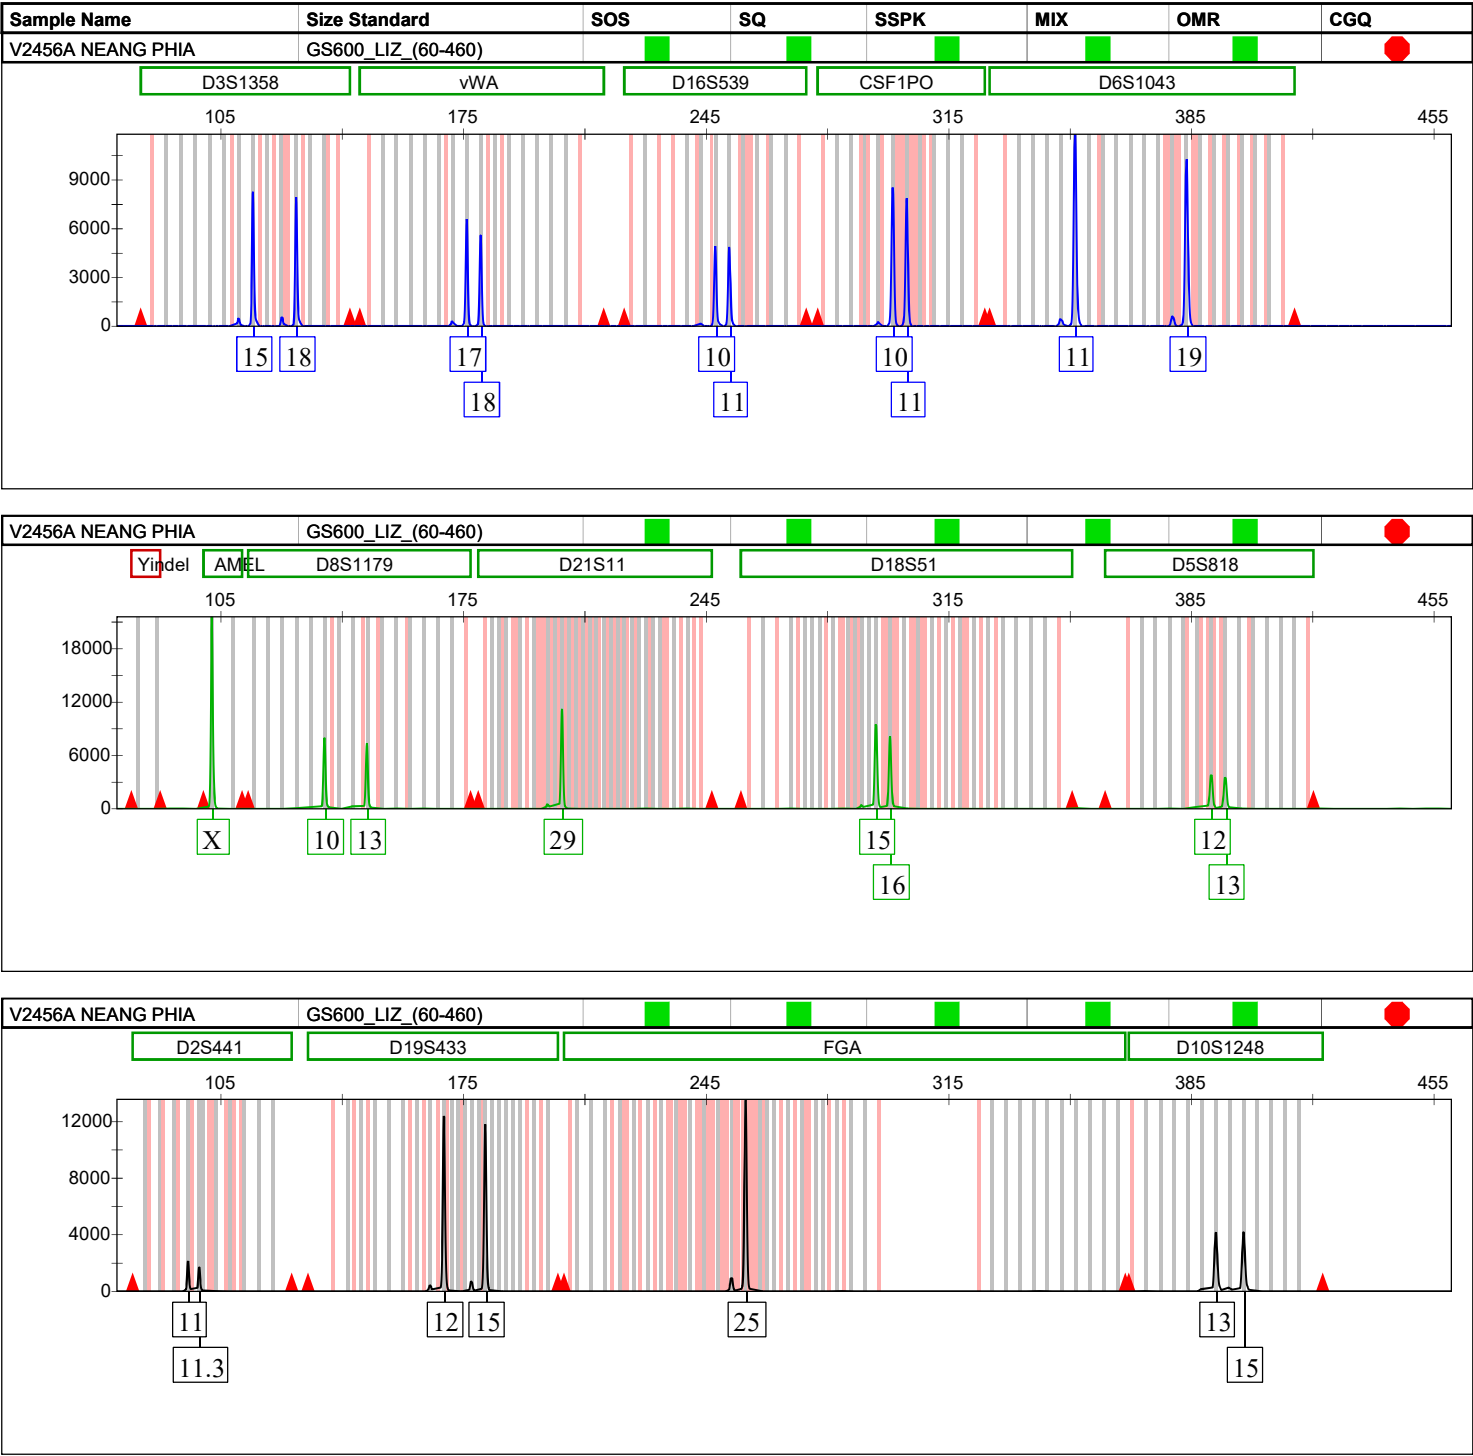 Sample Name Size Standard SOS SQ SSPK MIX OMR CGQ
V2456A NEANG PHIA GS600_LIZ_(60-460)
D3S1358 vWA D16S539 CSF1PO D6S1043
105 175 245 315 385 455
9000
6000
3000
0
15 18 17 10 10 11 19
18 11 11
V2456A NEANG PHIA GS600_LIZ_(60-460)
Yindel AMEL D8S1179 D21S11 D18S51 D5S818
105 175 245 315 385 455
18000
12000
6000
0
X 10 13 29 15 12
16 13
V2456A NEANG PHIA GS600_LIZ_(60-460)
D2S441 D19S433 FGA D10S1248
105 175 245 315 385 455
12000
8000
4000
0
11 12 15 25 13
11.3 15